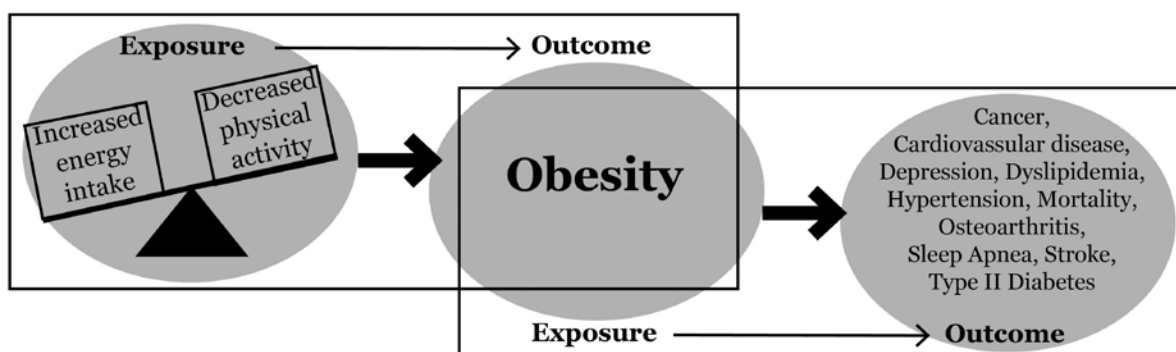 Exposure
Outcome
Increased
energy
intake
Decreased
physical
activity
Obesity
Cancer,
Cardiovassular disease,
Depression, Dyslipidemia,
Hypertension, Mortality,
Osteoarthritis,
Sleep Apnea, Stroke,
Type II Diabetes
Exposure
Outcome